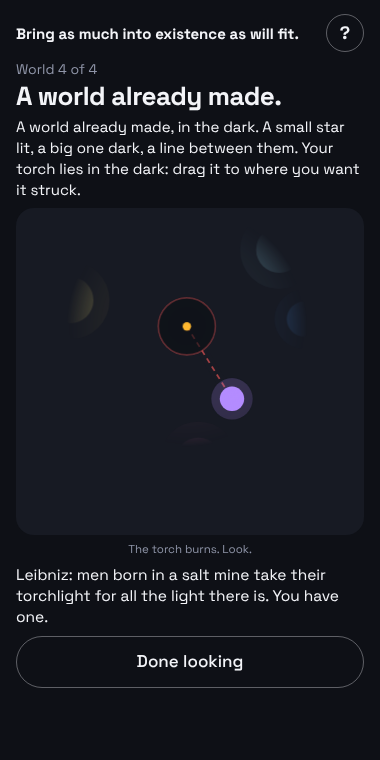 Bring as much into existence as will fit.
?
World 4 of 4
A world already made.
A world already made, in the dark. A small star
lit, a big one dark, a line between them. Your
torch lies in the dark: drag it to where you want
it struck.
The torch burns. Look.
Leibniz: men born in a salt mine take their
torchlight for all the light there is. You have
one.
Done looking